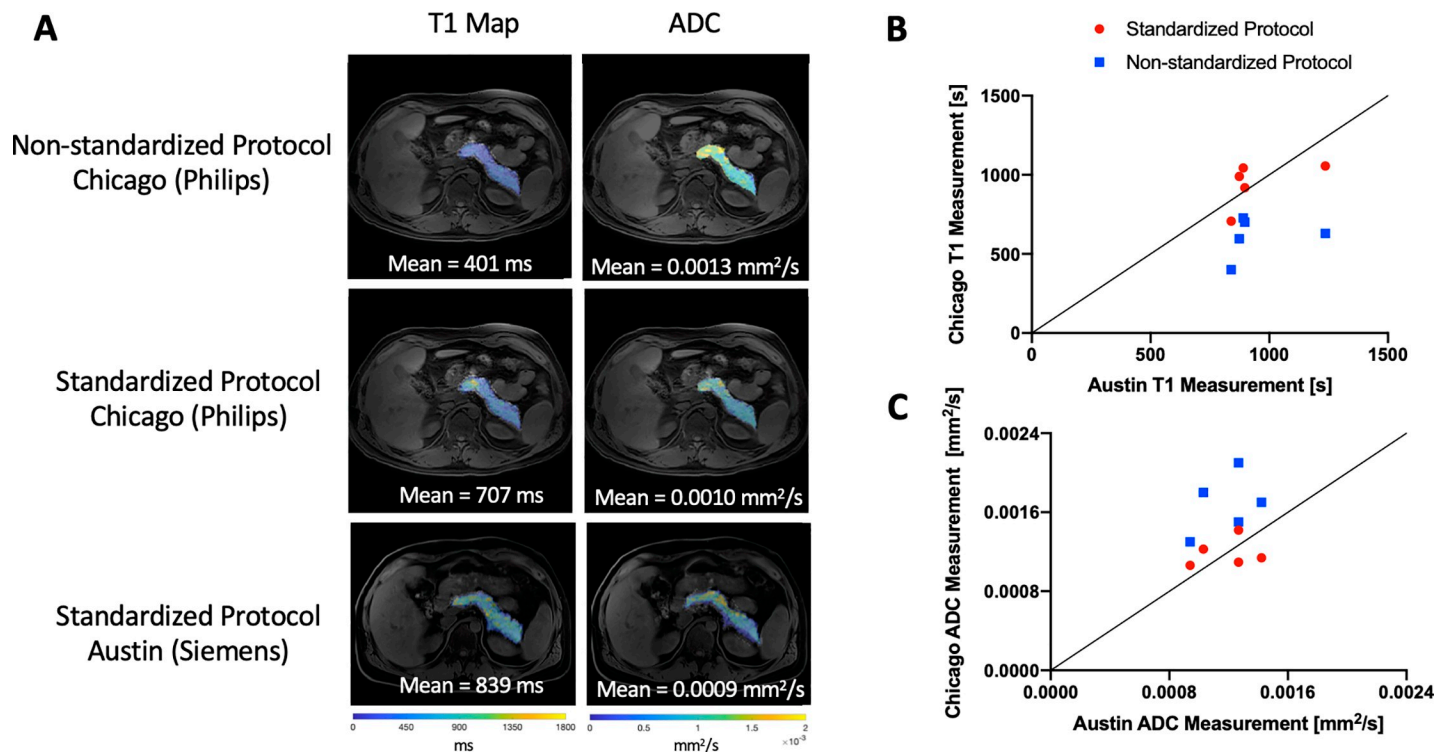 A
T1 Map
ADC
Non-standardized Protocol
Chicago (Philips)
Mean = 401 ms
Mean = 0.0013 mm²/s
Standardized Protocol
Chicago (Philips)
Mean = 707 ms
Mean = 0.0010 mm²/s
Standardized Protocol
Austin (Siemens)
Mean = 839 ms
Mean = 0.0009 mm²/s
0 450 900 1350 1800
ms
0 0.5 1 1.5 2
×10⁻³
mm²/s
B
Standardized Protocol
Non-standardized Protocol
Chicago T1 Measurement [s]
1500
1000
500
0
0 500 1000 1500
Austin T1 Measurement [s]
C
Chicago ADC Measurement [mm²/s]
0.0024
0.0016
0.0008
0.0000
0.0000 0.0008 0.0016 0.0024
Austin ADC Measurement [mm²/s]